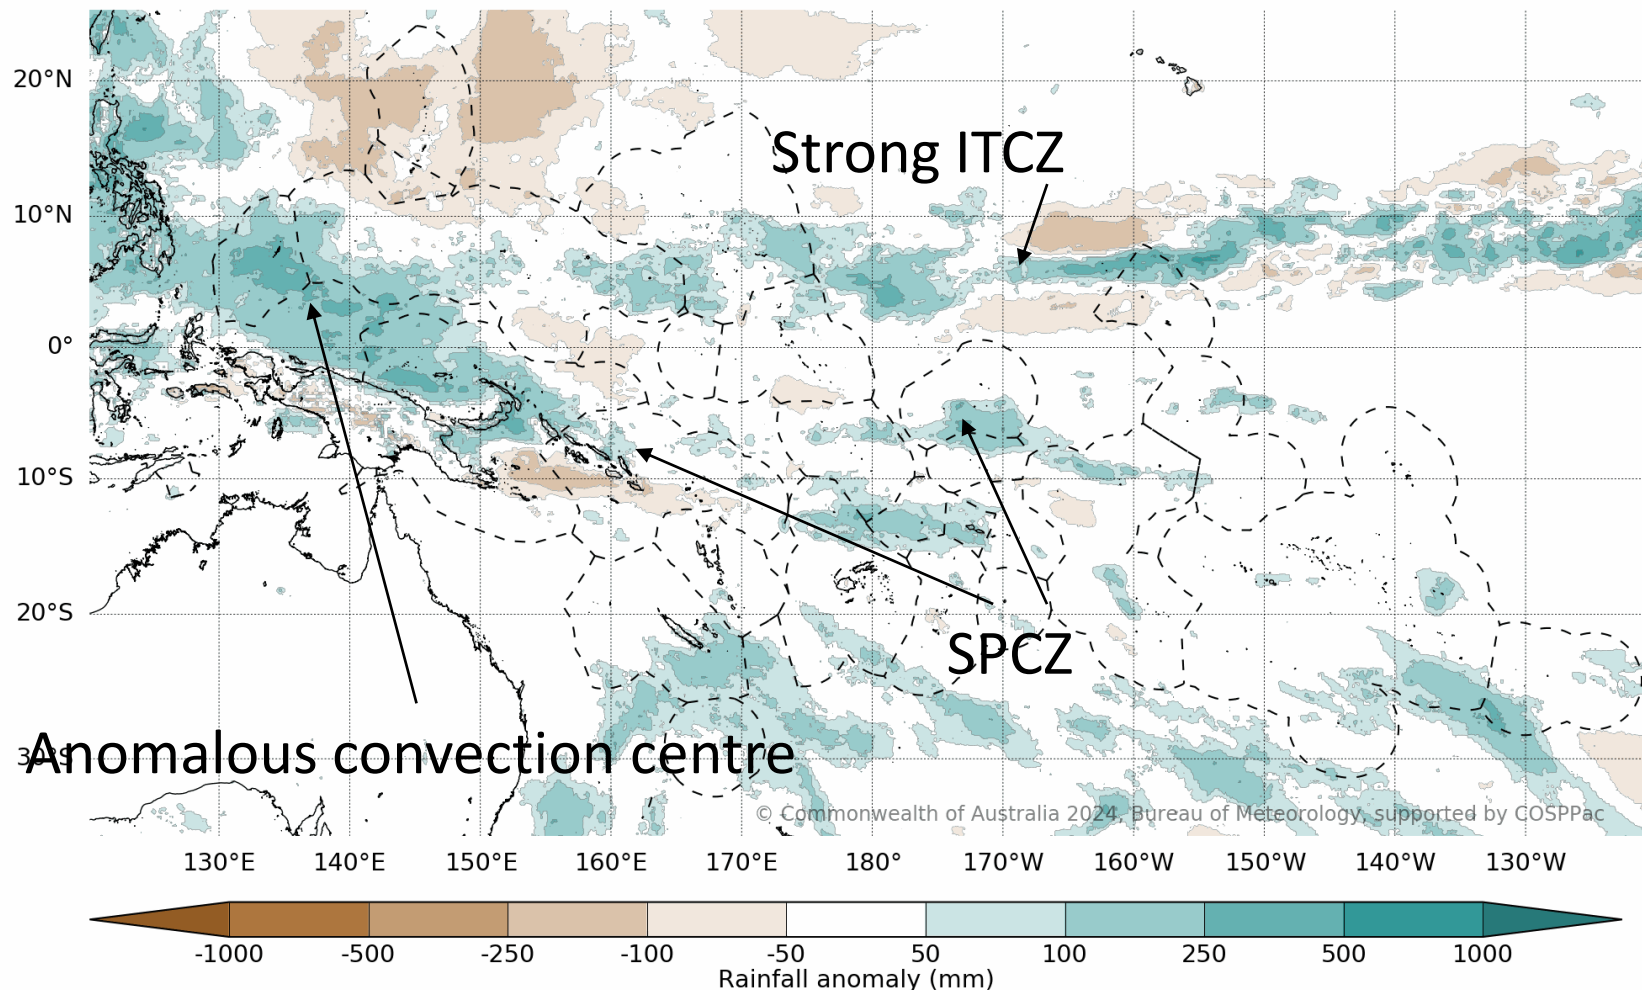 20°N
Strong ITCZ
10°N
0°
10°S
20°S
SPCZ
Anomalous convection centre
30°S
© Commonwealth of Australia 2024, Bureau of Meteorology, supported by COSPPac
130°E 140°E 150°E 160°E 170°E 180° 170°W 160°W 150°W 140°W 130°W
-1000 -500 -250 -100 -50 50 100 250 500 1000
Rainfall anomaly (mm)